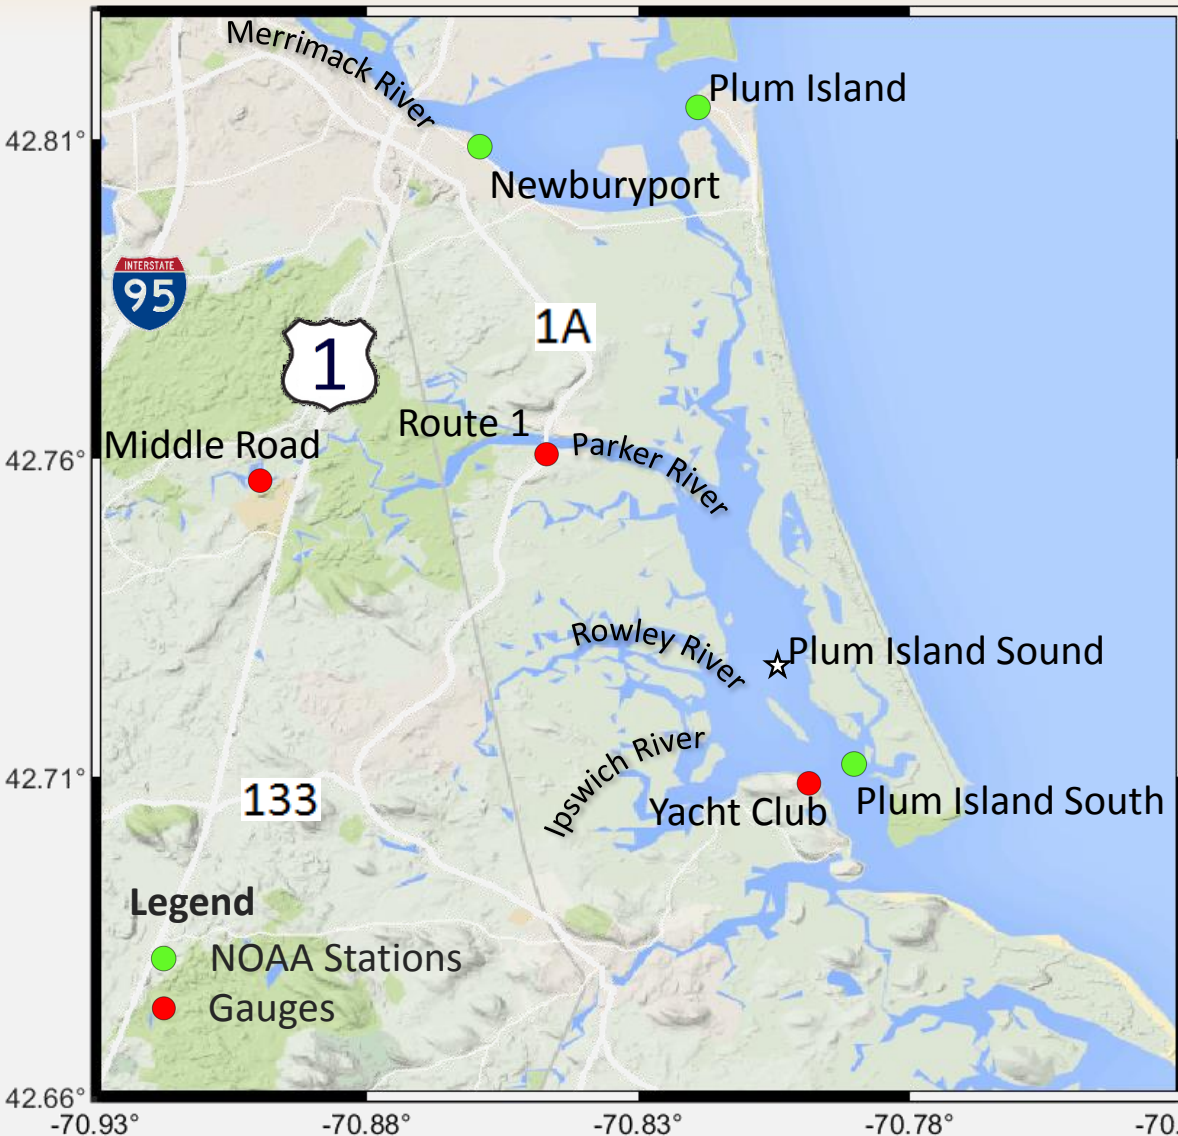 Merrimack River
Plum Island
42.81°
Newburyport
INTERSTATE
95
1A
1
Route 1
Middle Road
Parker River
42.76°
Rowley River
Plum Island Sound
Ipswich River
42.71°
133
Yacht Club
Plum Island South
Legend
NOAA Stations
Gauges
42.66°
-70.93°
-70.88°
-70.83°
-70.78°
-70.